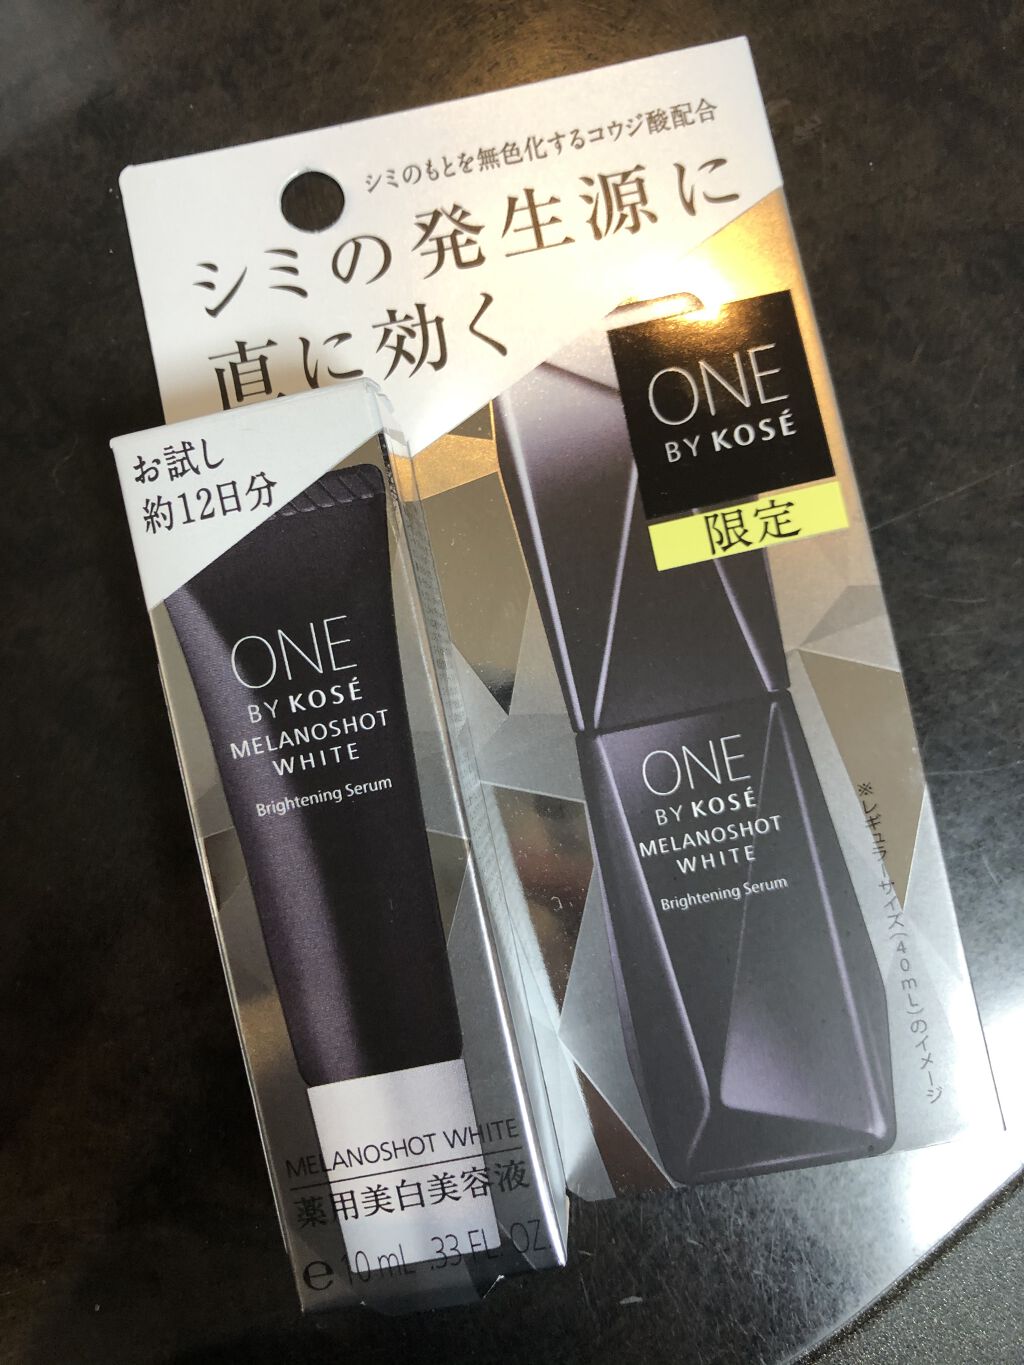 シミのもとを無色化するコウジ酸配合
シミの発生源に
直に効く
ONE
BY KOSÉ
限定
お試し
約12日分
ONE
BY KOSÉ
MELANOSHOT
WHITE
Brightening Serum
MELANOSHOT WHITE
薬用美白美容液
e 10 mL .33 FL. OZ.
ONE
BY KOSÉ
MELANOSHOT
WHITE
Brightening Serum
※レギュラーサイズ(40mL)のイメージ